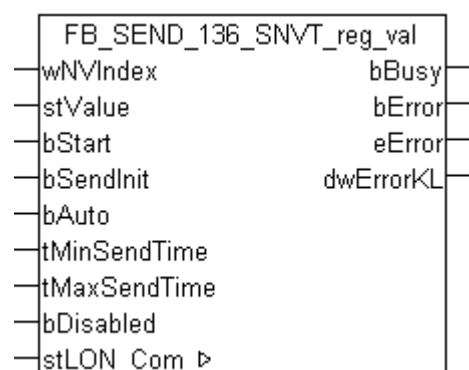 FB_SEND_136_SNVT_reg_val
wNVIndex bBusy
stValue bError
bStart eError
bSendInit dwErrorKL
bAuto
tMinSendTime
tMaxSendTime
bDisabled
stLON_Com ▷